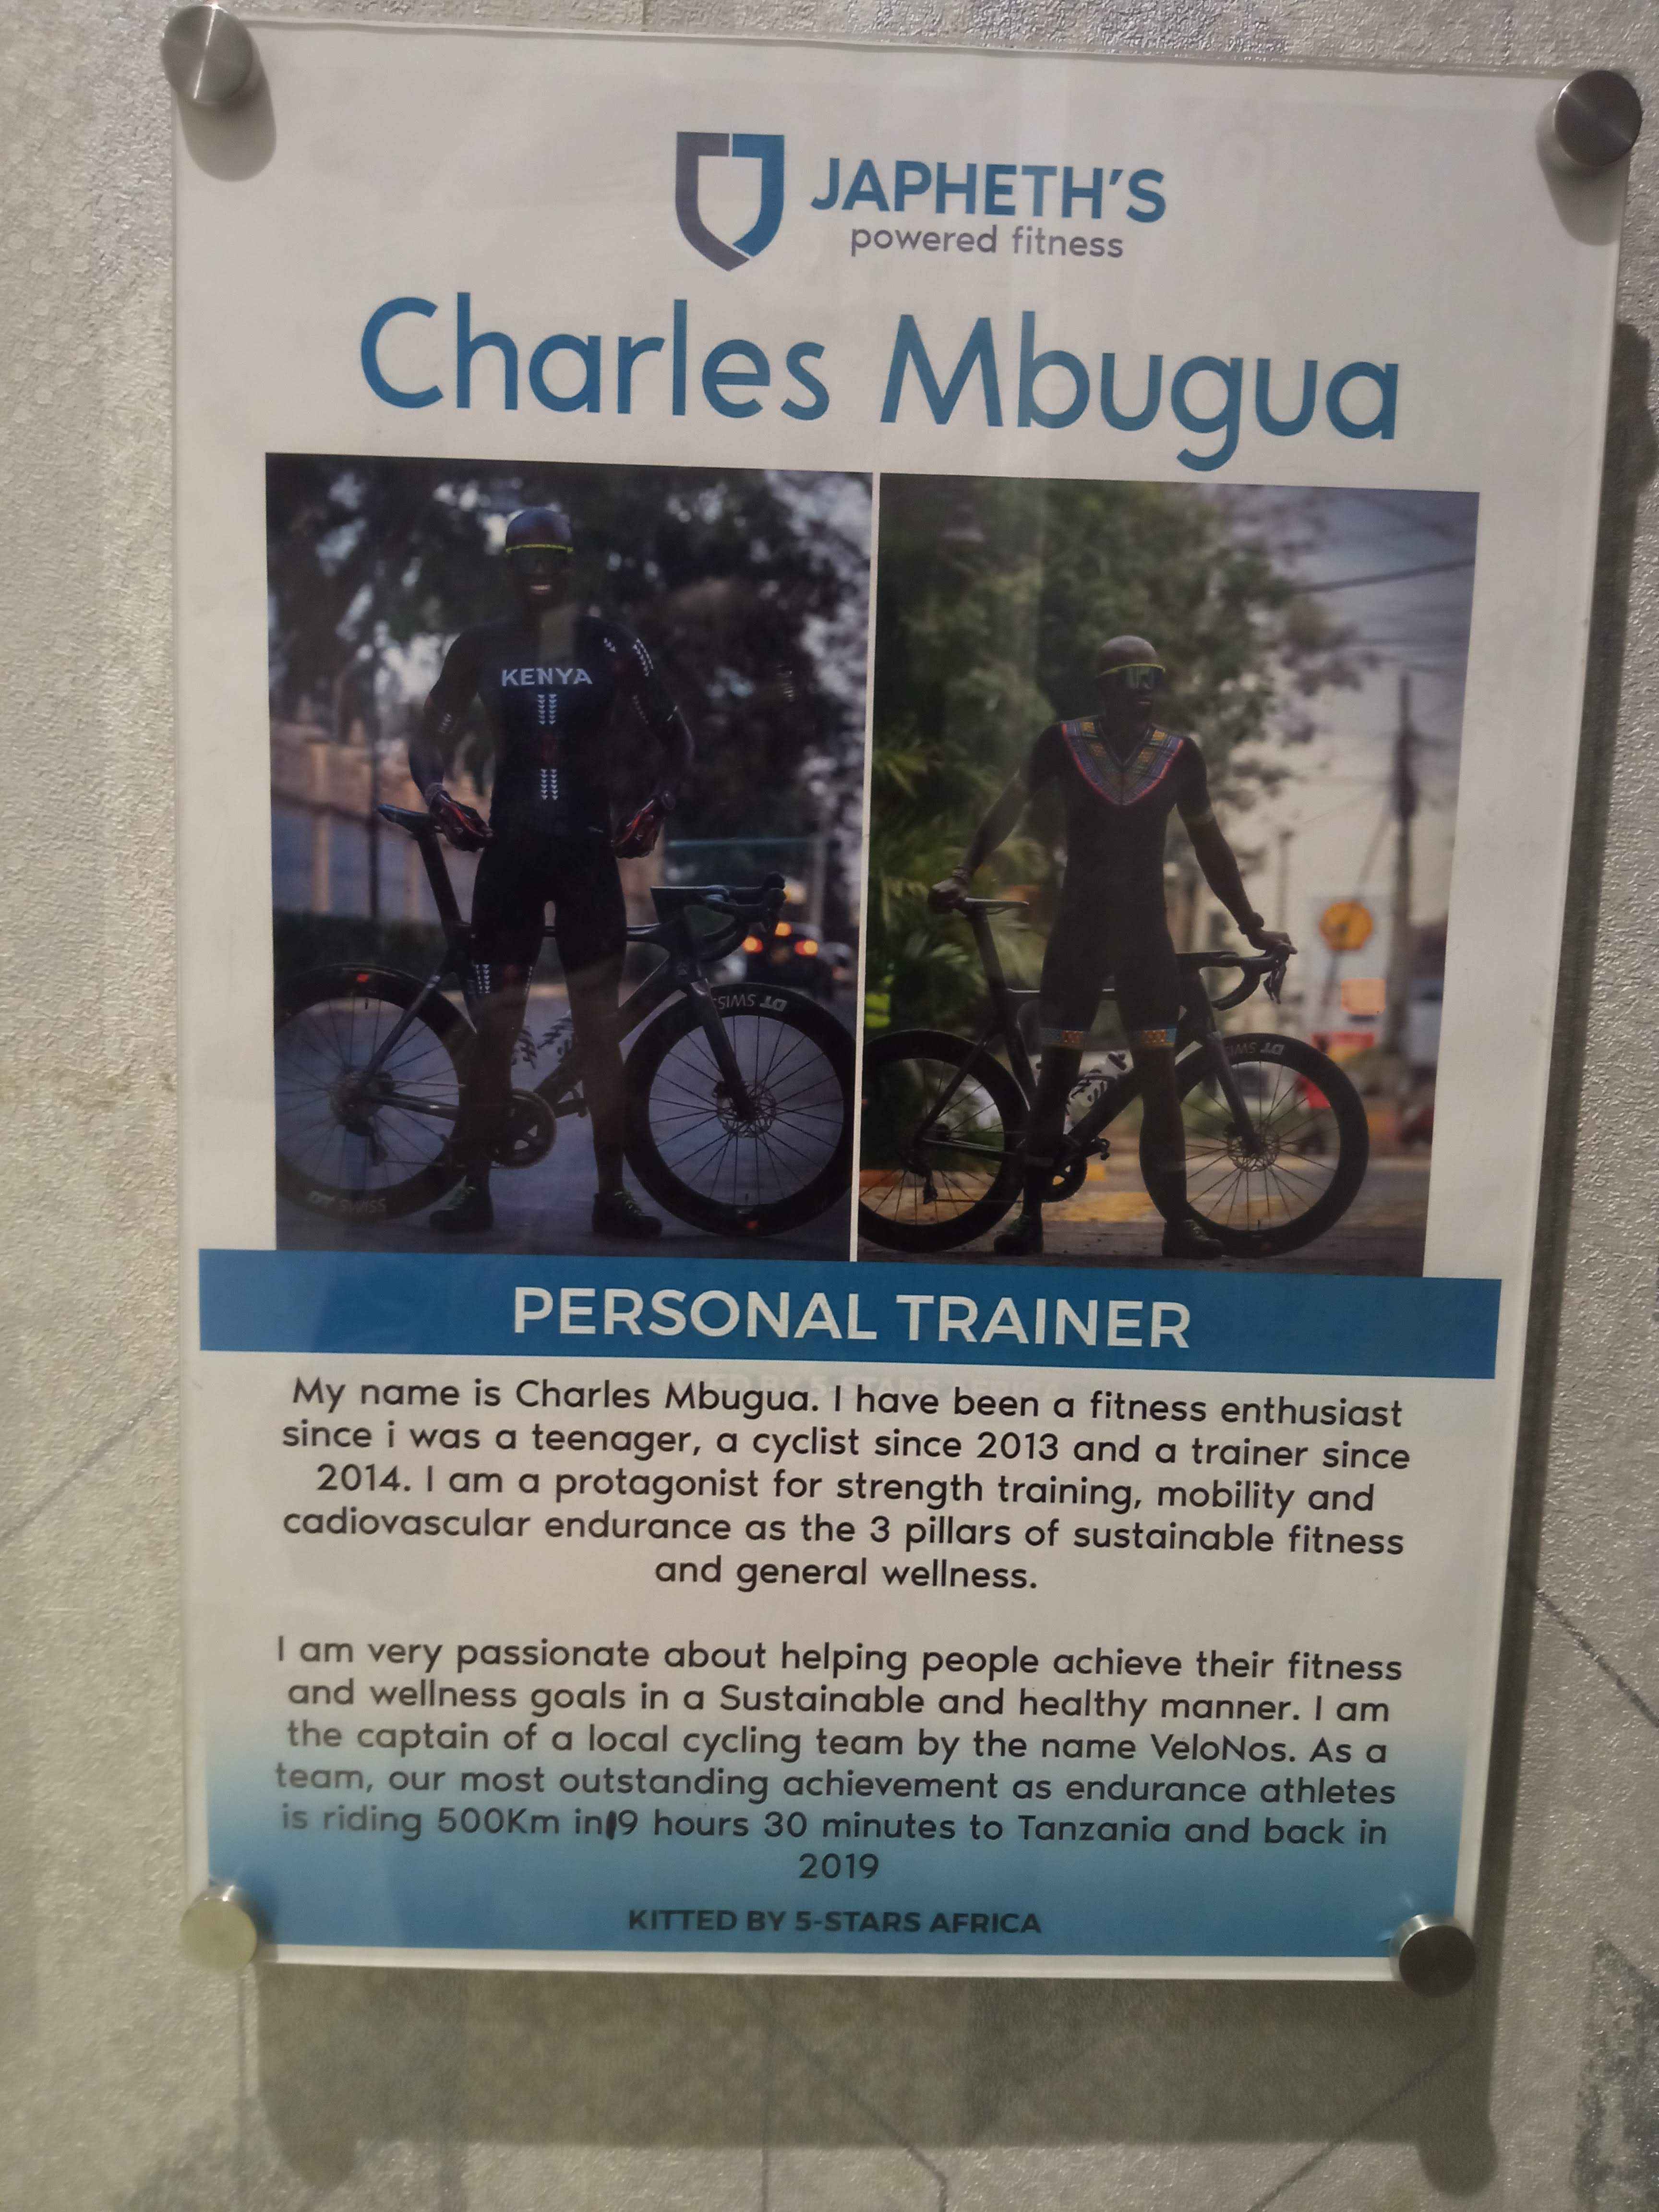 JAPHETH'S
powered fitness
Charles Mbugua
KENYA
DT SWISS
DT SWISS
DT SWISS
PERSONAL TRAINER
My name is Charles Mbugua. I have been a fitness enthusiast
since i was a teenager, a cyclist since 2013 and a trainer since
2014. I am a protagonist for strength training, mobility and
cadiovascular endurance as the 3 pillars of sustainable fitness
and general wellness.
I am very passionate about helping people achieve their fitness
and wellness goals in a Sustainable and healthy manner. I am
the captain of a local cycling team by the name VeloNos. As a
team, our most outstanding achievement as endurance athletes
is riding 500Km in 19 hours 30 minutes to Tanzania and back in
2019
KITTED BY 5-STARS AFRICA